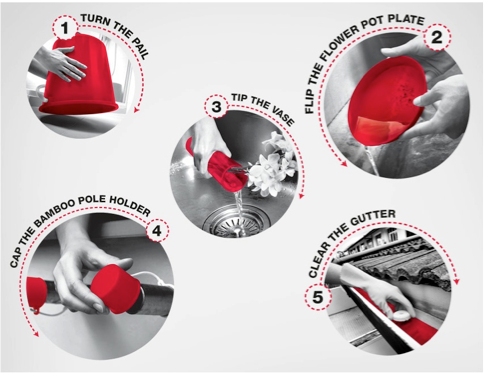 1 TURN THE PAIL
FLIP THE FLOWER POT PLATE 2
3 TIP THE VASE
CAP THE BAMBOO POLE HOLDER 4
CLEAR THE GUTTER
5